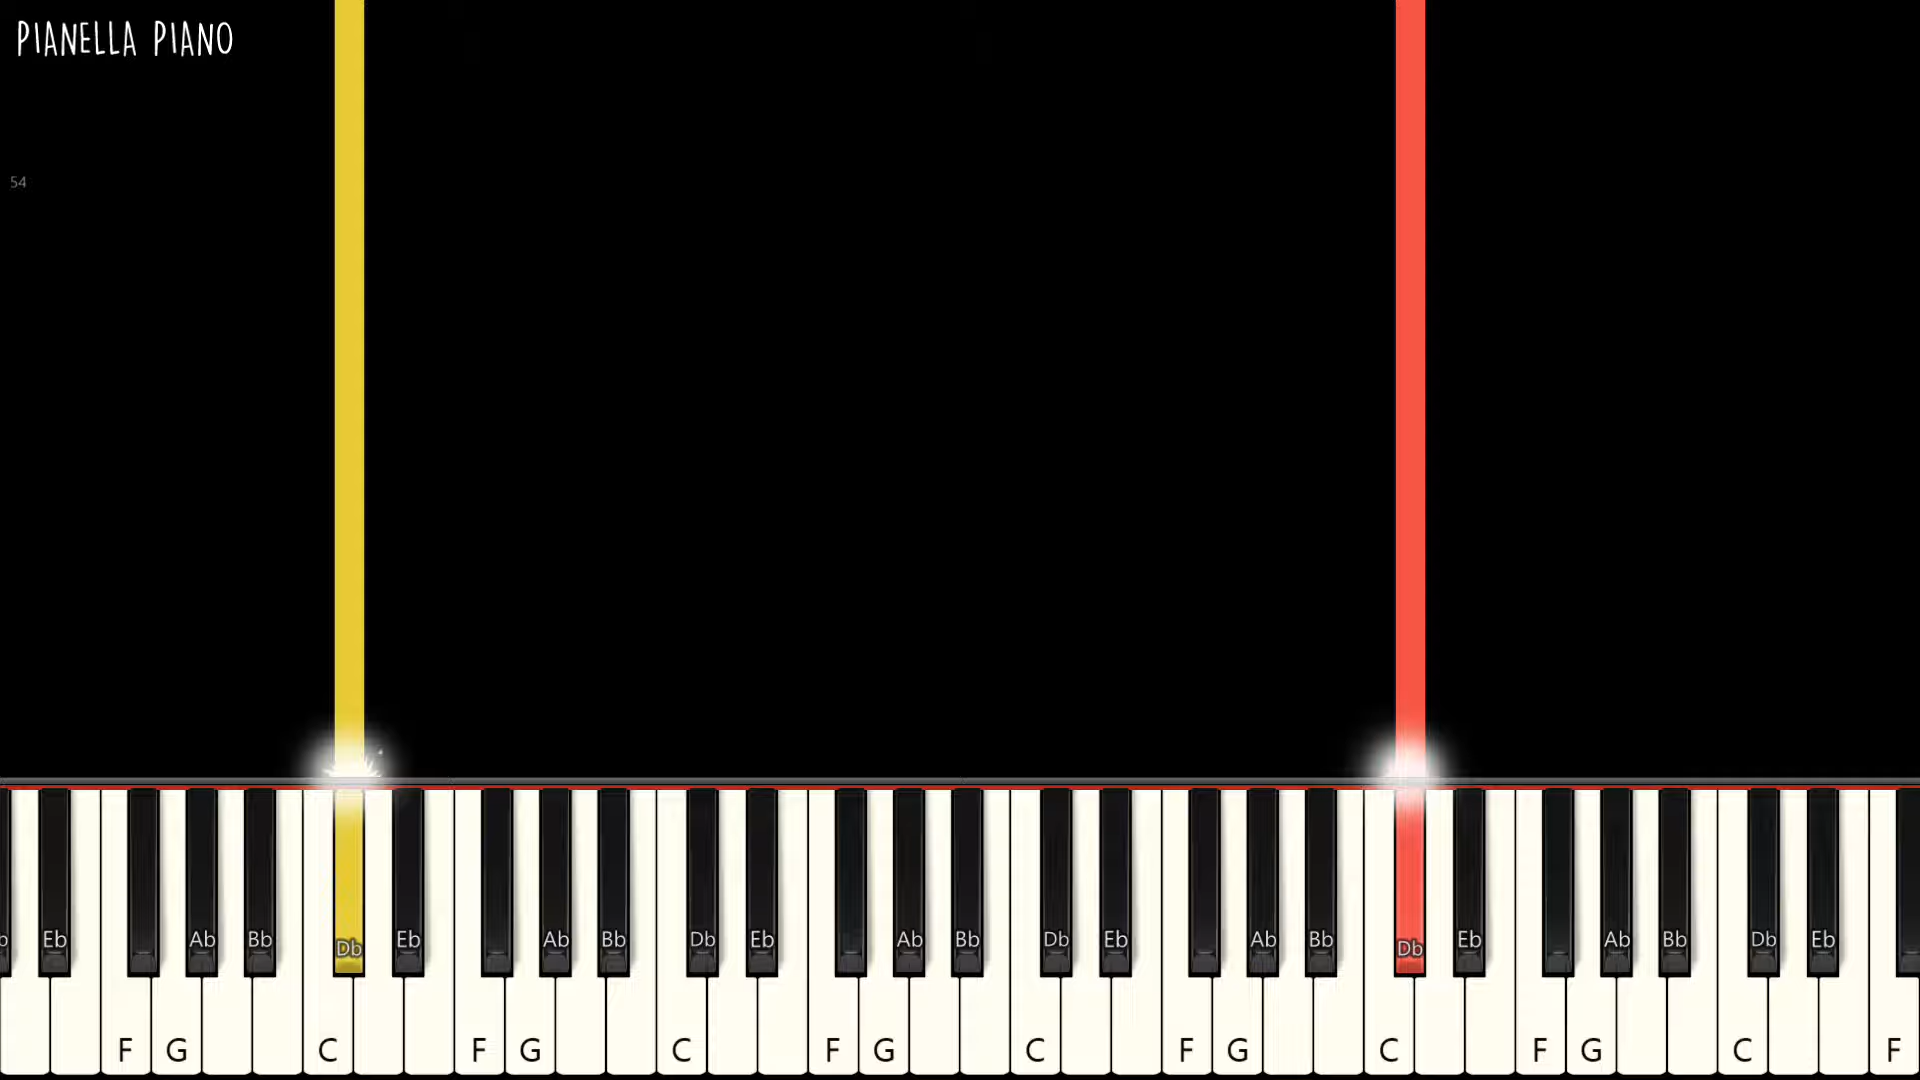 PIANELLA PIANO
54
Eb Ab Bb Db Eb Ab Bb Db Eb Ab Bb Db Eb Ab Bb Db Eb Ab Bb Db Eb
F G C F G C F G C F G C F G C F